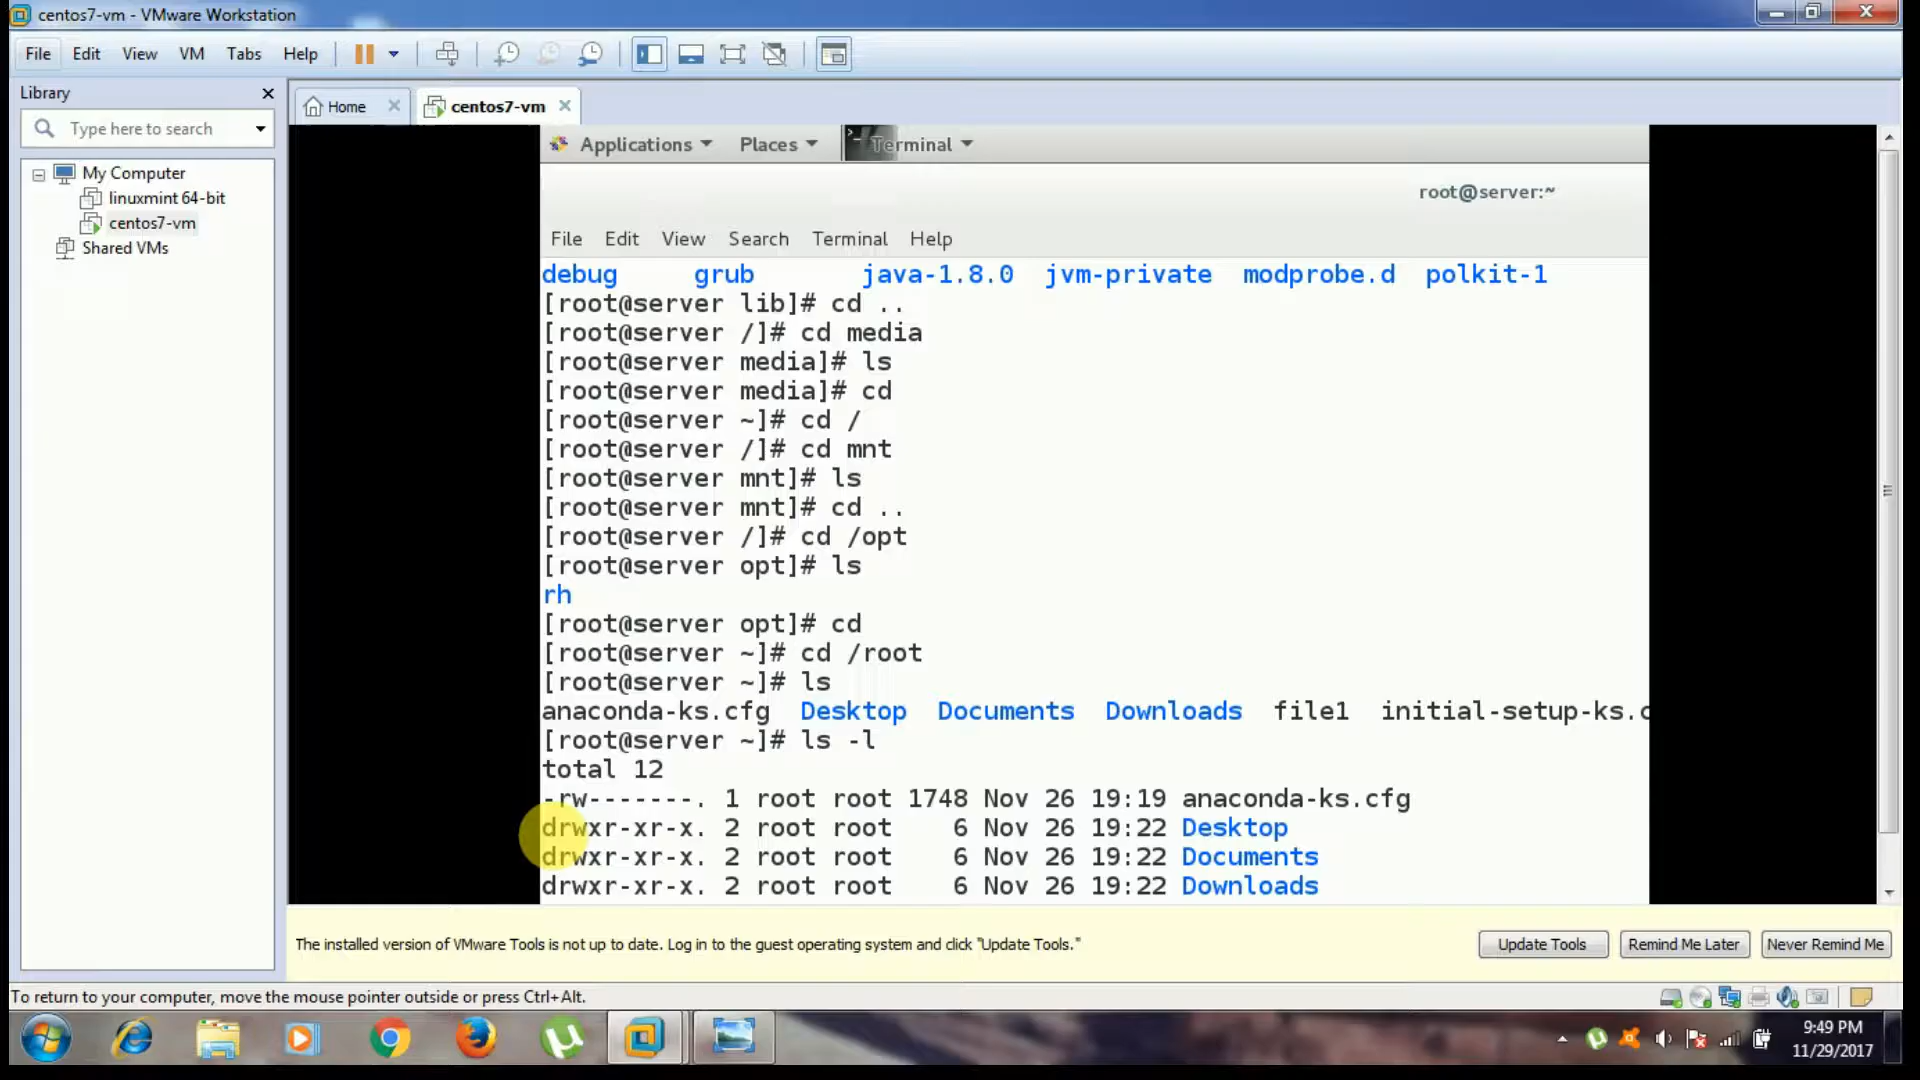 centos7-vm - VMware Workstation
File Edit View VM Tabs Help
Library
Home centos7-vm
Type here to search
My Computer
linuxmint 64-bit
centos7-vm
Shared VMs
Applications Places Terminal
root@server:~
File Edit View Search Terminal Help
debug grub java-1.8.0 jvm-private modprobe.d polkit-1
[root@server lib]# cd ..
[root@server /]# cd media
[root@server media]# ls
[root@server media]# cd
[root@server ~]# cd /
[root@server /]# cd mnt
[root@server mnt]# ls
[root@server mnt]# cd ..
[root@server /]# cd /opt
[root@server opt]# ls
rh
[root@server opt]# cd
[root@server ~]# cd /root
[root@server ~]# ls
anaconda-ks.cfg Desktop Documents Downloads file1 initial-setup-ks.c
[root@server ~]# ls -l
total 12
-rw-------. 1 root root 1748 Nov 26 19:19 anaconda-ks.cfg
drwxr-xr-x. 2 root root 6 Nov 26 19:22 Desktop
drwxr-xr-x. 2 root root 6 Nov 26 19:22 Documents
drwxr-xr-x. 2 root root 6 Nov 26 19:22 Downloads
The installed version of VMware Tools is not up to date. Log in to the guest operating system and click "Update Tools."
Update Tools Remind Me Later Never Remind Me
To return to your computer, move the mouse pointer outside or press Ctrl+Alt.
9:49 PM
11/29/2017